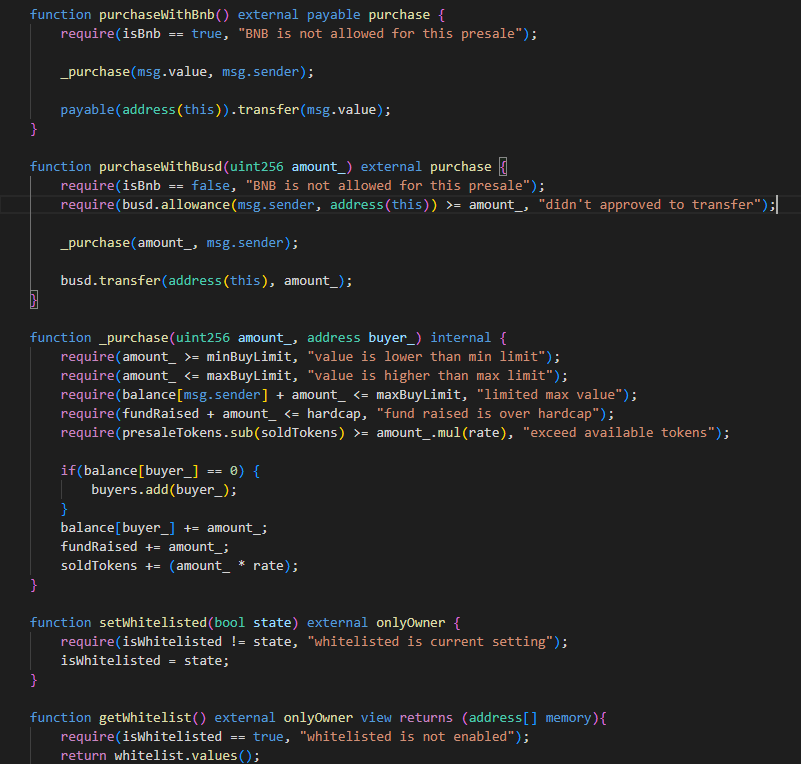 function purchaseWithBnb() external payable purchase {
require(isBnb == true, "BNB is not allowed for this presale");
_purchase(msg.value, msg.sender);
payable(address(this)).transfer(msg.value);
}
function purchaseWithBusd(uint256 amount_) external purchase {
require(isBnb == false, "BNB is not allowed for this presale");
require(busd.allowance(msg.sender, address(this)) >= amount_, "didn't approved to transfer");
_purchase(amount_, msg.sender);
busd.transfer(address(this), amount_);
}
function _purchase(uint256 amount_, address buyer_) internal {
require(amount_ >= minBuyLimit, "value is lower than min limit");
require(amount_ <= maxBuyLimit, "value is higher than max limit");
require(balance[msg.sender] + amount_ <= maxBuyLimit, "limited max value");
require(fundRaised + amount_ <= hardcap, "fund raised is over hardcap");
require(presaleTokens.sub(soldTokens) >= amount_.mul(rate), "exceed available tokens");
if(balance[buyer_] == 0) {
buyers.add(buyer_);
}
balance[buyer_] += amount_;
fundRaised += amount_;
soldTokens += (amount_ * rate);
}
function setWhitelisted(bool state) external onlyOwner {
require(isWhitelisted != state, "whitelisted is current setting");
isWhitelisted = state;
}
function getWhitelist() external onlyOwner view returns (address[] memory){
require(isWhitelisted == true, "whitelisted is not enabled");
return whitelist.values();